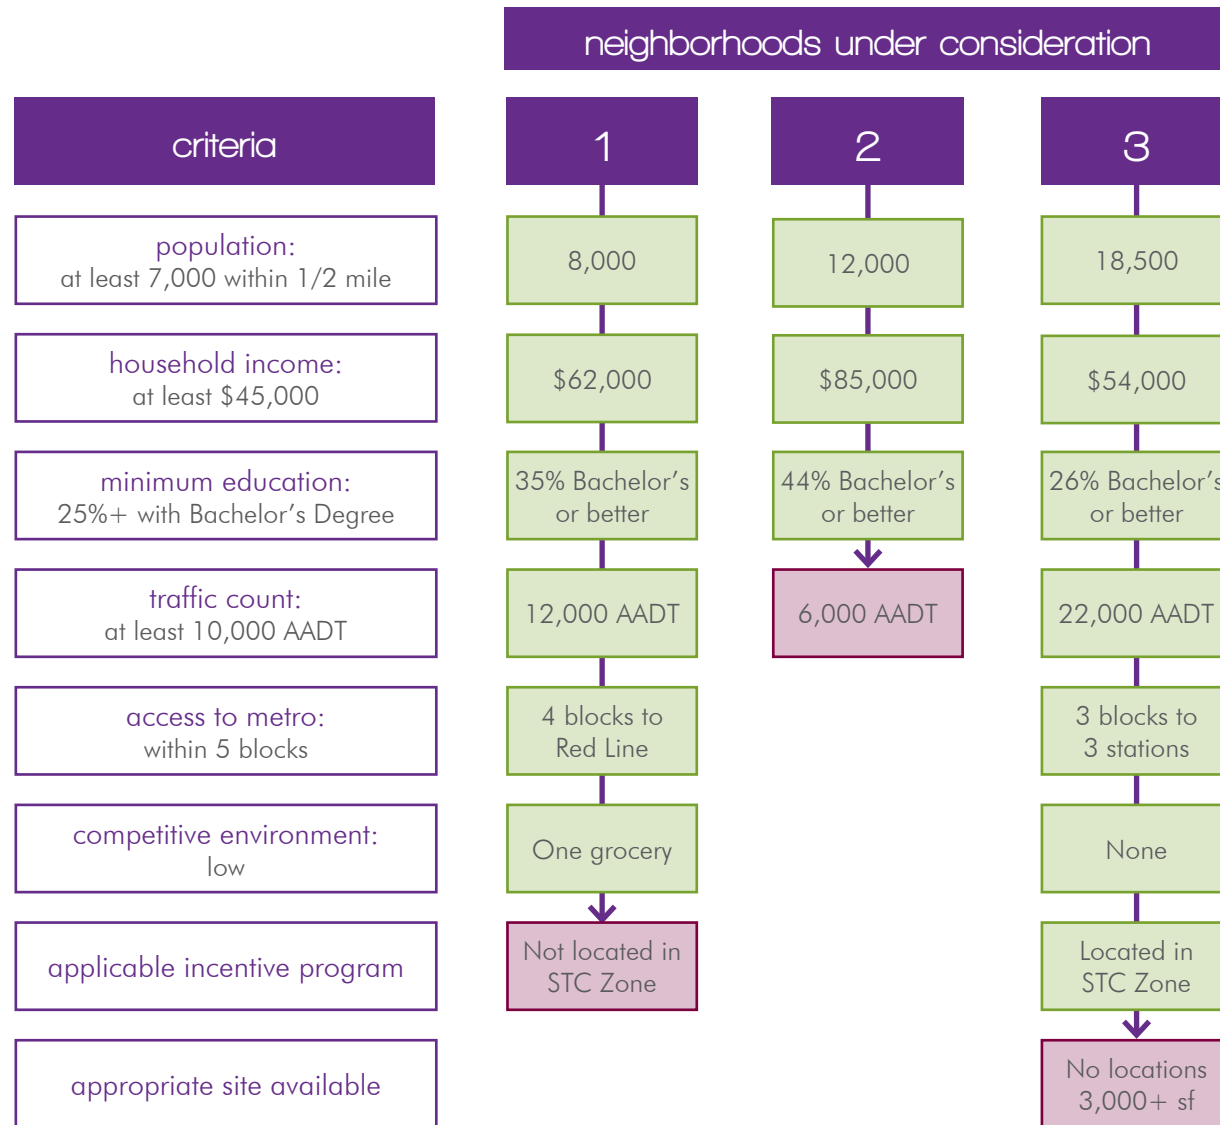 neighborhoods under consideration
criteria
1
2
3
population:
at least 7,000 within 1/2 mile
8,000
12,000
18,500
household income:
at least $45,000
$62,000
$85,000
$54,000
minimum education:
25%+ with Bachelor’s Degree
35% Bachelor’s
or better
44% Bachelor’s
or better
26% Bachelor’s
or better
traffic count:
at least 10,000 AADT
12,000 AADT
6,000 AADT
22,000 AADT
access to metro:
within 5 blocks
4 blocks to
Red Line
3 blocks to
3 stations
competitive environment:
low
One grocery
None
applicable incentive program
Not located in
STC Zone
Located in
STC Zone
appropriate site available
No locations
3,000+ sf